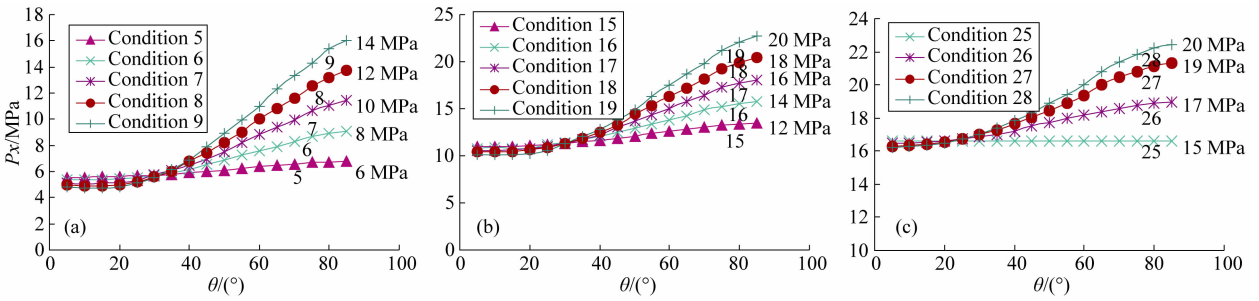 Px/MPa
18
16
14
12
10
8
6
4
2
0
Condition 5
Condition 6
Condition 7
Condition 8
Condition 9
9
8
7
6
5
14 MPa
12 MPa
10 MPa
8 MPa
6 MPa
(a)
0 20 40 60 80 100
θ/(°)
25
20
15
10
5
0
Condition 15
Condition 16
Condition 17
Condition 18
Condition 19
19
18
17
16
15
20 MPa
18 MPa
16 MPa
14 MPa
12 MPa
(b)
0 20 40 60 80 100
θ/(°)
24
22
20
18
16
14
12
10
Condition 25
Condition 26
Condition 27
Condition 28
28
27
26
25
20 MPa
19 MPa
17 MPa
15 MPa
(c)
0 20 40 60 80 100
θ/(°)